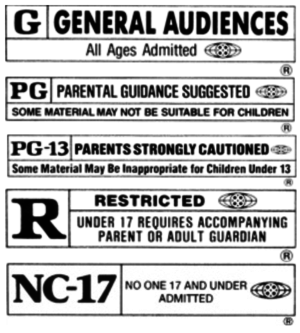 G GENERAL AUDIENCES
All Ages Admitted
®
PG PARENTAL GUIDANCE SUGGESTED
SOME MATERIAL MAY NOT BE SUITABLE FOR CHILDREN
®
PG-13 PARENTS STRONGLY CAUTIONED
Some Material May Be Inappropriate for Children Under 13
®
R RESTRICTED
UNDER 17 REQUIRES ACCOMPANYING
PARENT OR ADULT GUARDIAN
®
NC-17 NO ONE 17 AND UNDER
ADMITTED
®